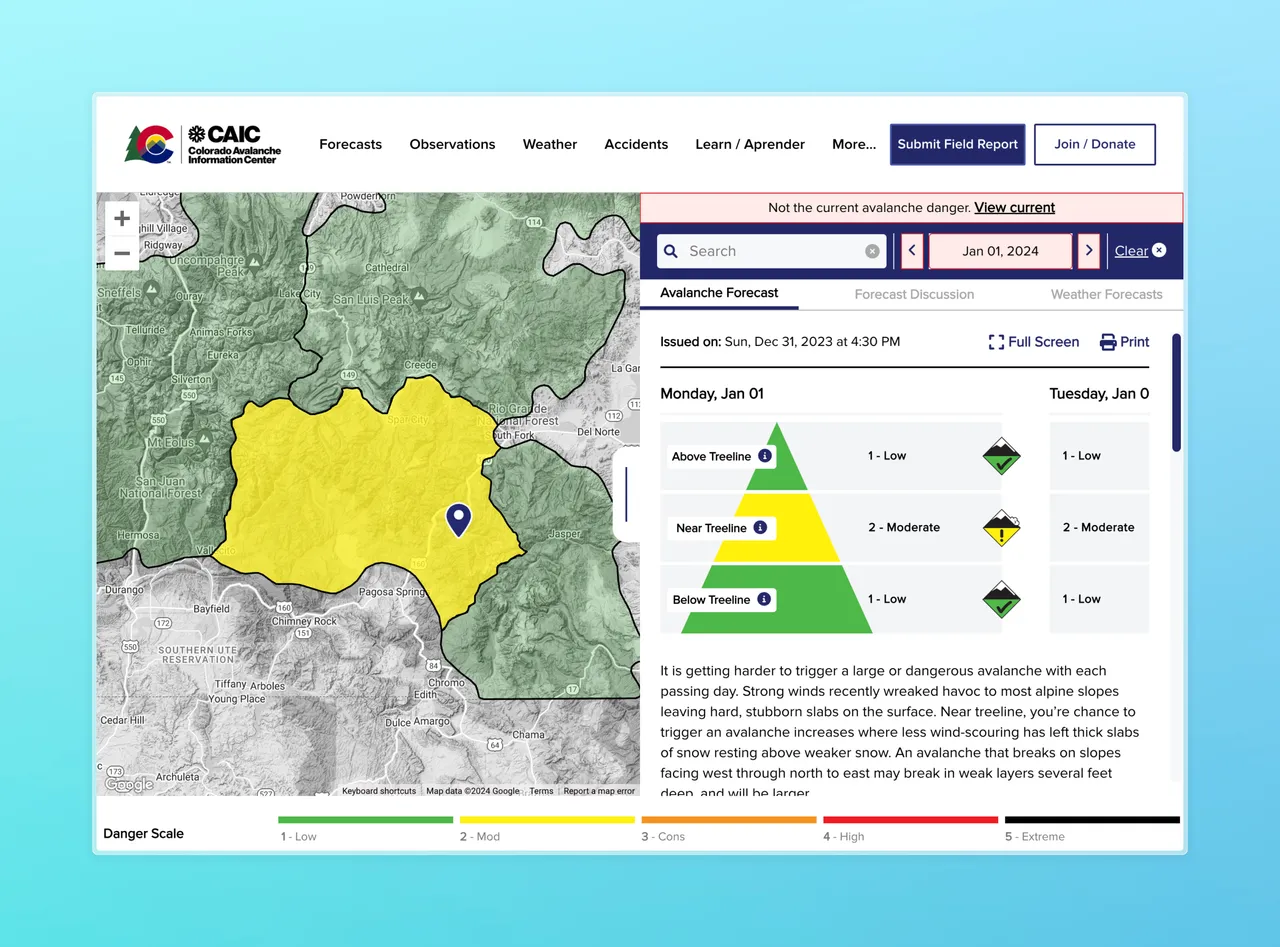 CAIC
Colorado Avalanche
Information Center
Forecasts
Observations
Weather
Accidents
Learn / Aprender
More...
Submit Field Report
Join / Donate
Not the current avalanche danger. View current
Search
Jan 01, 2024
Clear
Avalanche Forecast
Forecast Discussion
Weather Forecasts
Issued on: Sun, Dec 31, 2023 at 4:30 PM
Full Screen
Print
Monday, Jan 01
Tuesday, Jan 0
Above Treeline
1 - Low
1 - Low
Near Treeline
2 - Moderate
2 - Moderate
Below Treeline
1 - Low
1 - Low
It is getting harder to trigger a large or dangerous avalanche with each
passing day. Strong winds recently wreaked havoc to most alpine slopes
leaving hard, stubborn slabs on the surface. Near treeline, you're chance to
trigger an avalanche increases where less wind-scouring has left thick slabs
of snow resting above weaker snow. An avalanche that breaks on slopes
facing west through north to east may break in weak layers several feet
deep, and will be larger.
+
−
Powderhorn
hill Village
Ridgway
114
Uncompahgre
Peak
Cathedral
Sneffels
Ouray
Lake City
San Luis Peak
Telluride
Animas Forks
Ophir
Eureka
Creede
La Gar
145
Silverton
149
550
550
Spar City
Rio Grande
National Forest
outh Fork
112
Del Norte
Mt Eolus
San Juan
National Forest
Hermosa
Jasper
Vall
160
Durango
Pagosa Spring
Bayfield
160
172
Chimney Rock
151
550
SOUTHERN UTE
RESERVATION
84
Tiffany
Arboles
Chromo
Young Place
Edith
17
Cedar Hill
Dulce
Amargo
Chama
64
173
Archuleta
Google
Keyboard shortcuts
Map data ©2024 Google
Terms
Report a map error
Danger Scale
1 - Low
2 - Mod
3 - Cons
4 - High
5 - Extreme